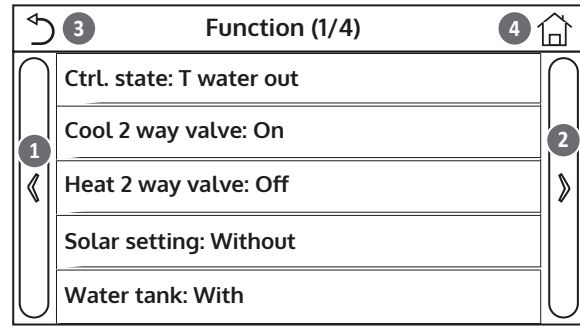 3 Function (1/4) 4
Ctrl. state: T water out
Cool 2 way valve: On
1 2
Heat 2 way valve: Off
Solar setting: Without
Water tank: With